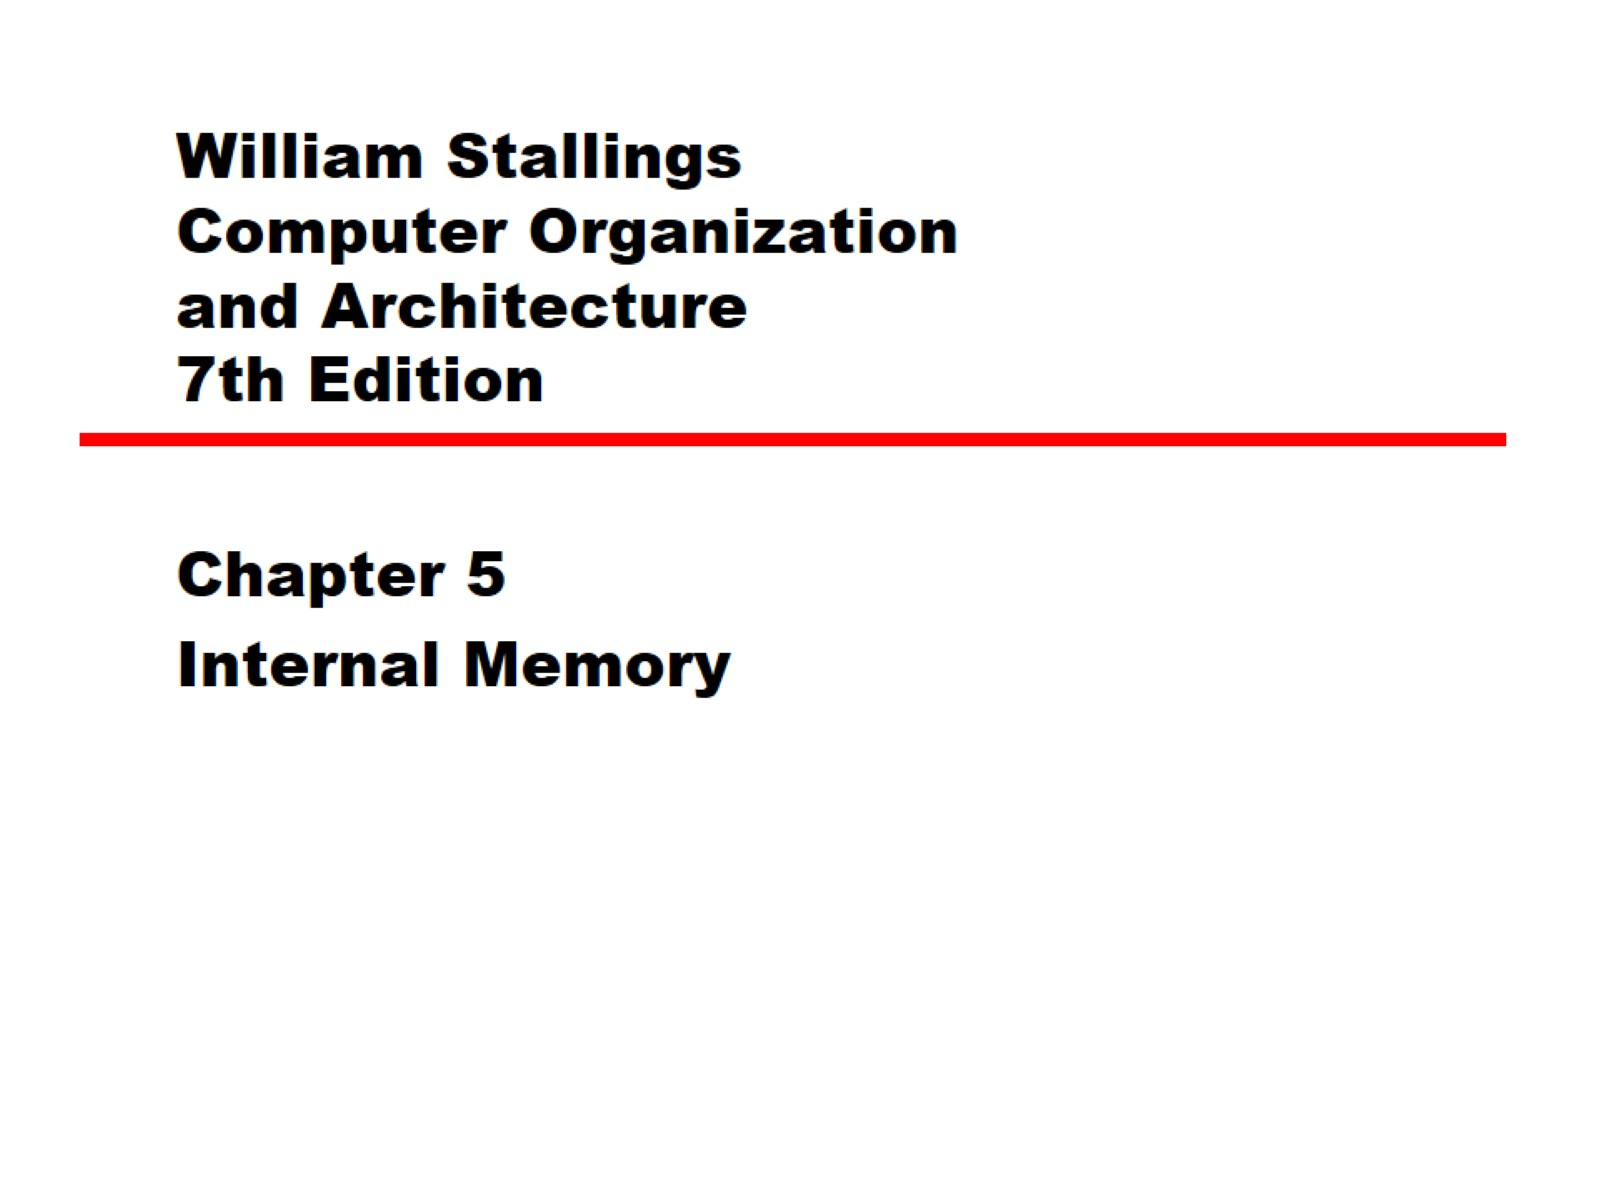 William Stallings
Computer Organization
and Architecture
7th Edition
Chapter 5
Internal Memory